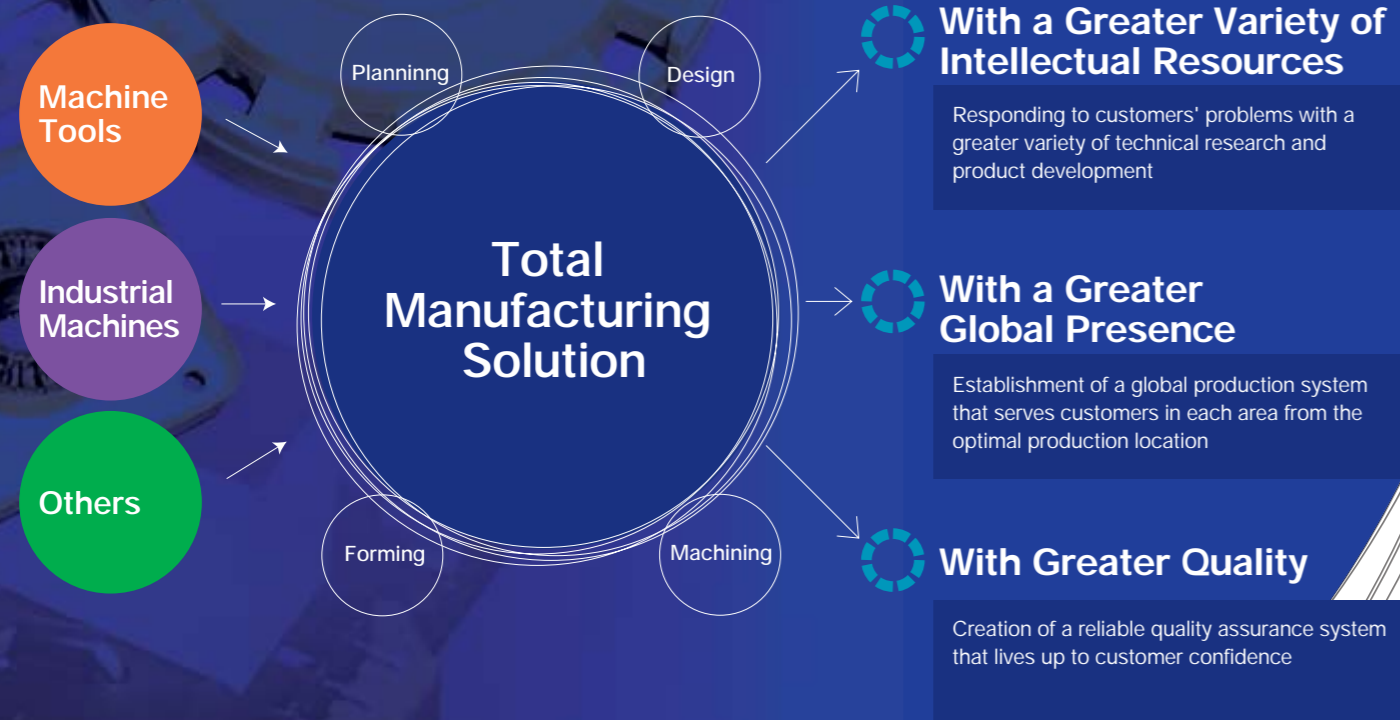 Machine
Tools
Industrial
Machines
Others
Planninng
Design
Total
Manufacturing
Solution
Forming
Machining
With a Greater Variety of
Intellectual Resources
Responding to customers' problems with a
greater variety of technical research and
product development
With a Greater
Global Presence
Establishment of a global production system
that serves customers in each area from the
optimal production location
With Greater Quality
Creation of a reliable quality assurance system
that lives up to customer confidence